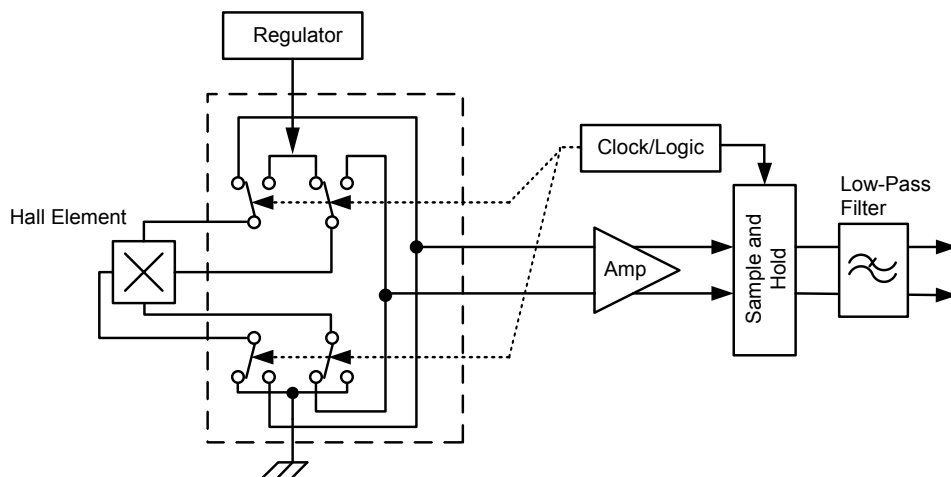 Regulator
Clock/Logic
Low-Pass
Filter
Hall Element
Amp
Sample and
Hold